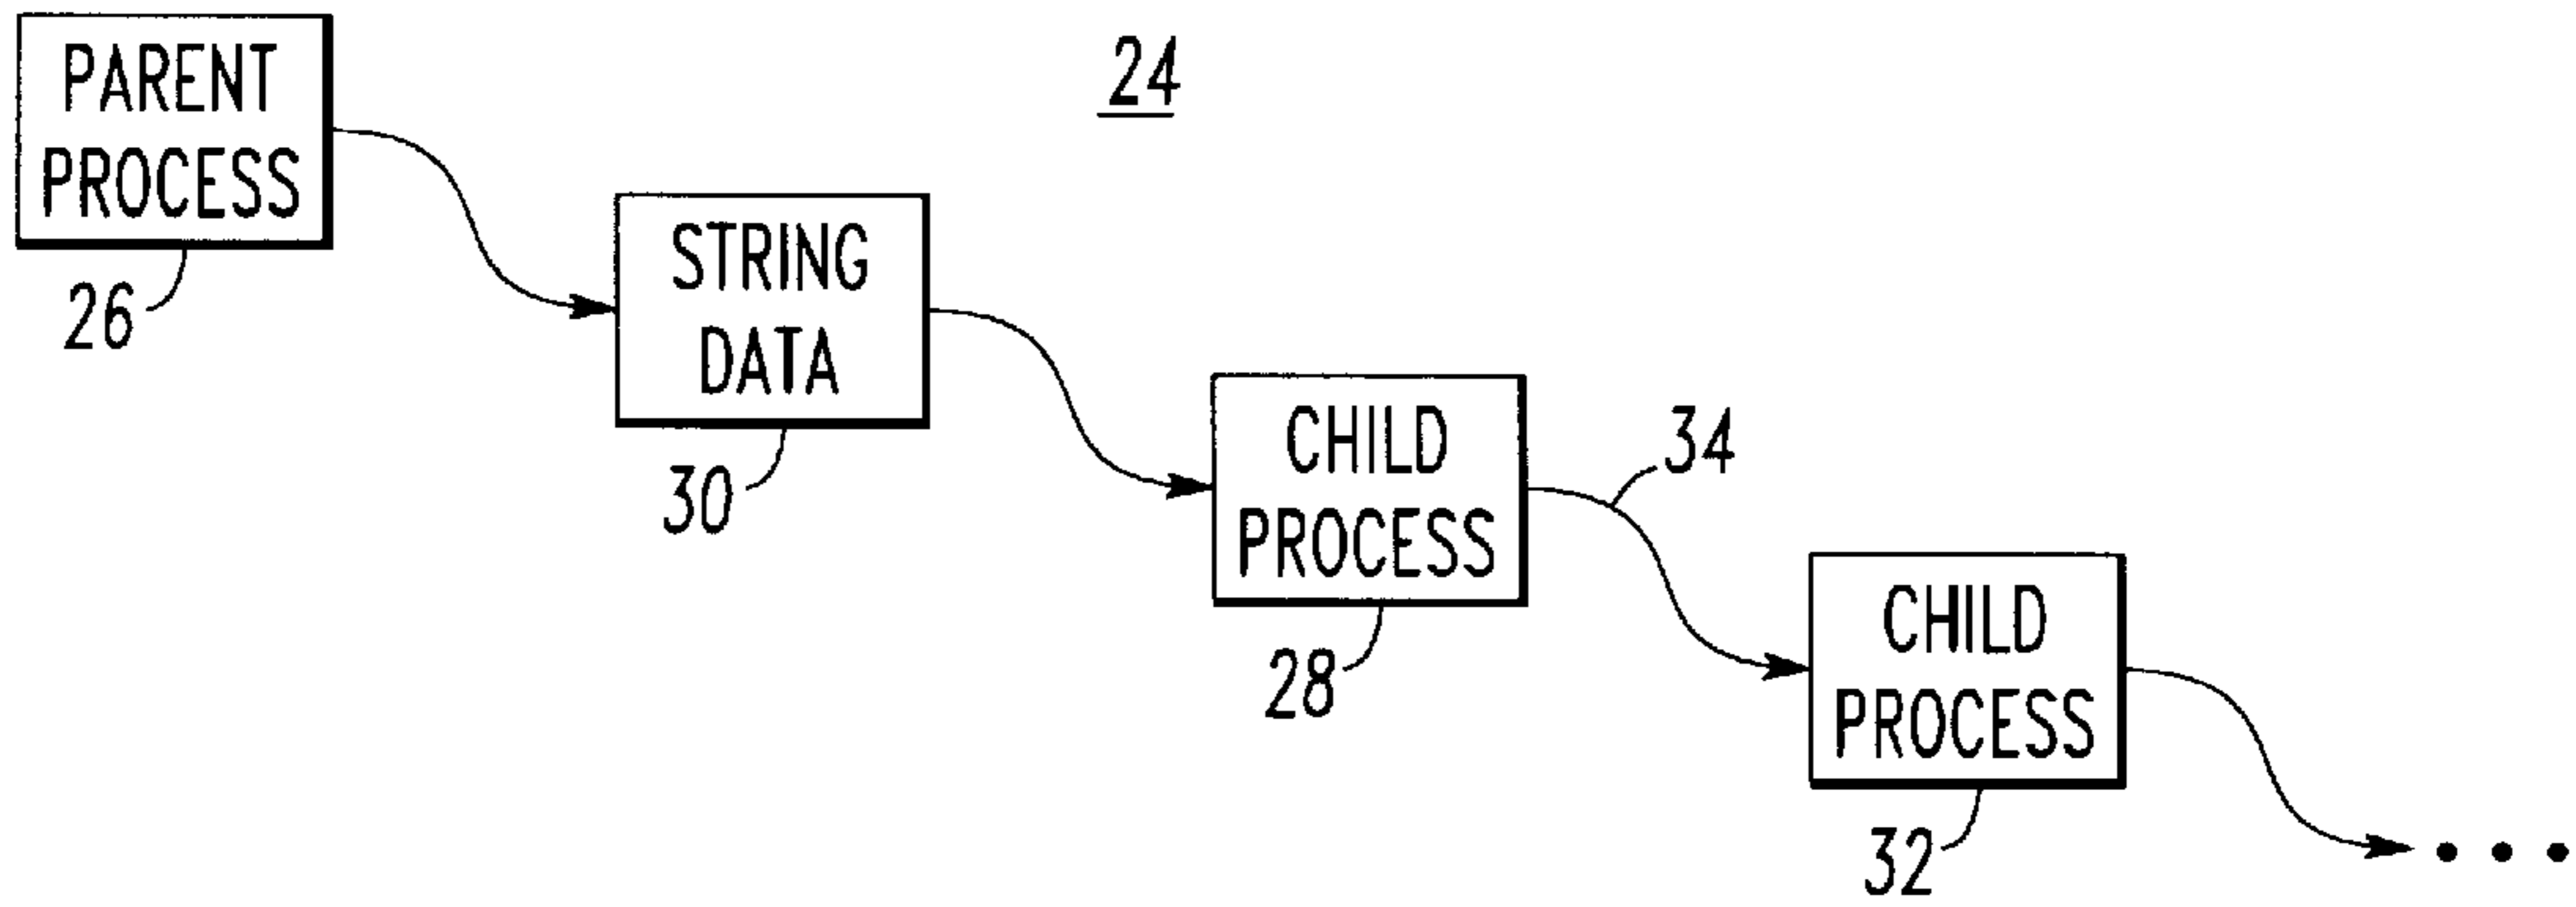 PARENT
PROCESS
26
24
STRING
DATA
30
CHILD
PROCESS
28
34
CHILD
PROCESS
32